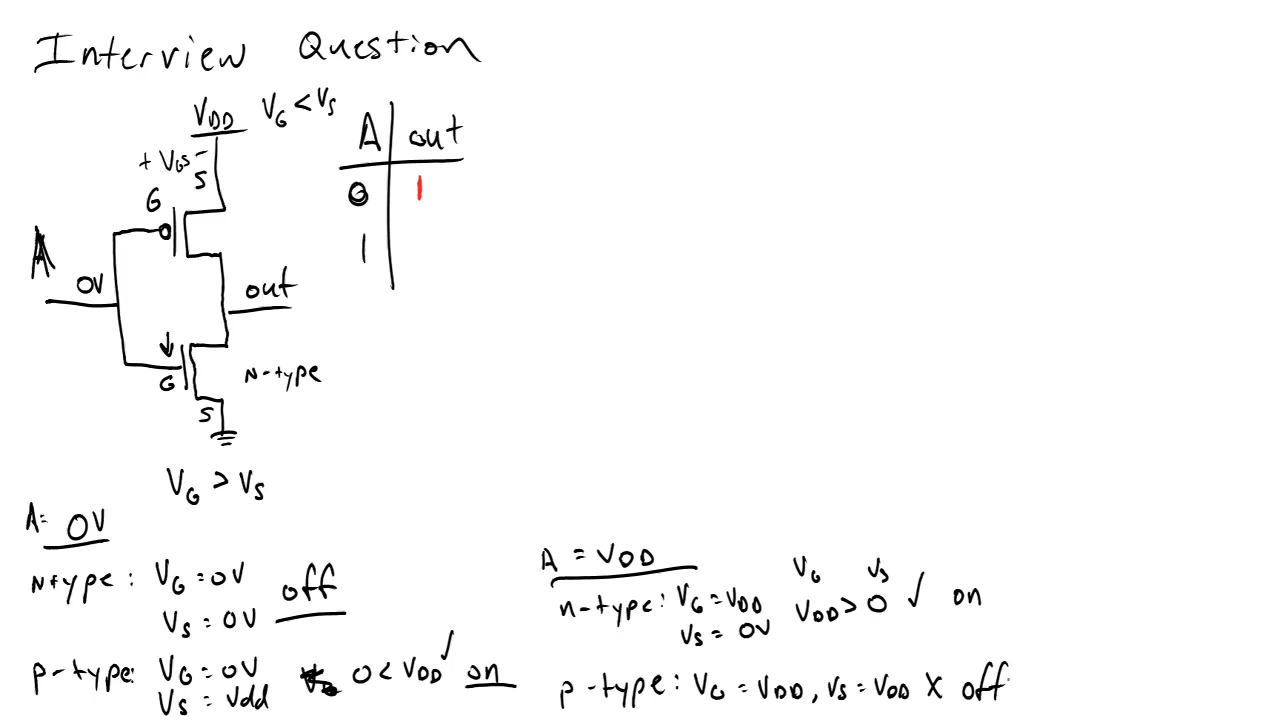 Interview Question
VDD VG < VS
+ VGS -
S
G
A
0V
out
G
N-type
S
VG > VS
A out
0 1
1
A= 0V
N-type: VG = 0V off
VS = 0V
p-type: VG = 0V 0 < VDD ✓ on
VS = Vdd
A = VDD
VG VS
n-type: VG = VDD VDD > 0 ✓ on
VS = 0V
p-type: VG = VDD, VS = VDD X off